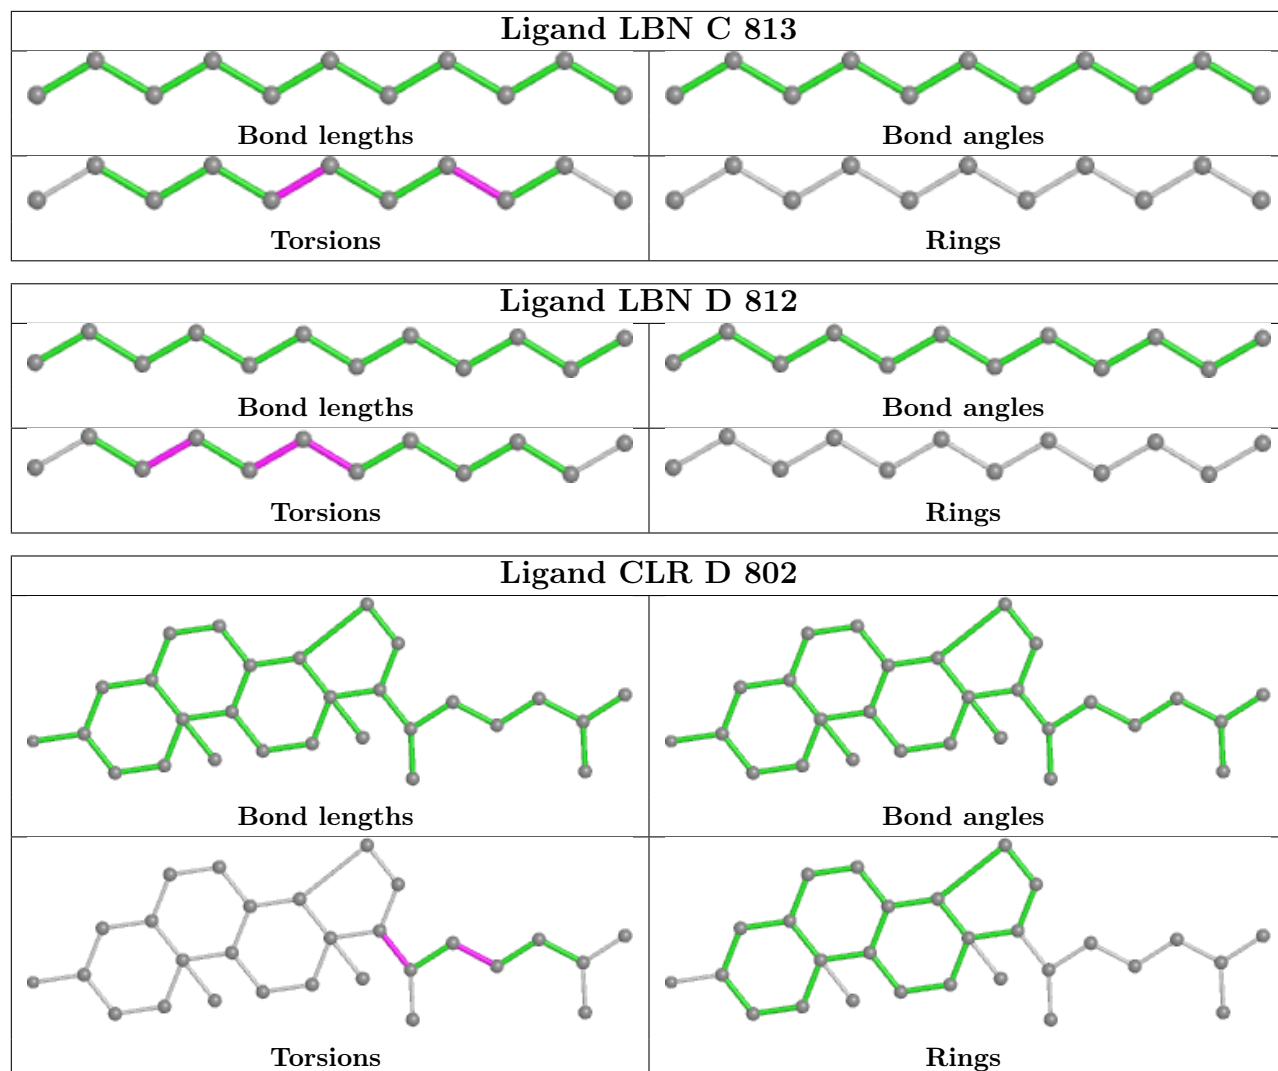 Ligand LBN C 813
Bond lengths
Bond angles
Torsions
Rings
Ligand LBN D 812
Bond lengths
Bond angles
Torsions
Rings
Ligand CLR D 802
Bond lengths
Bond angles
Torsions
Rings